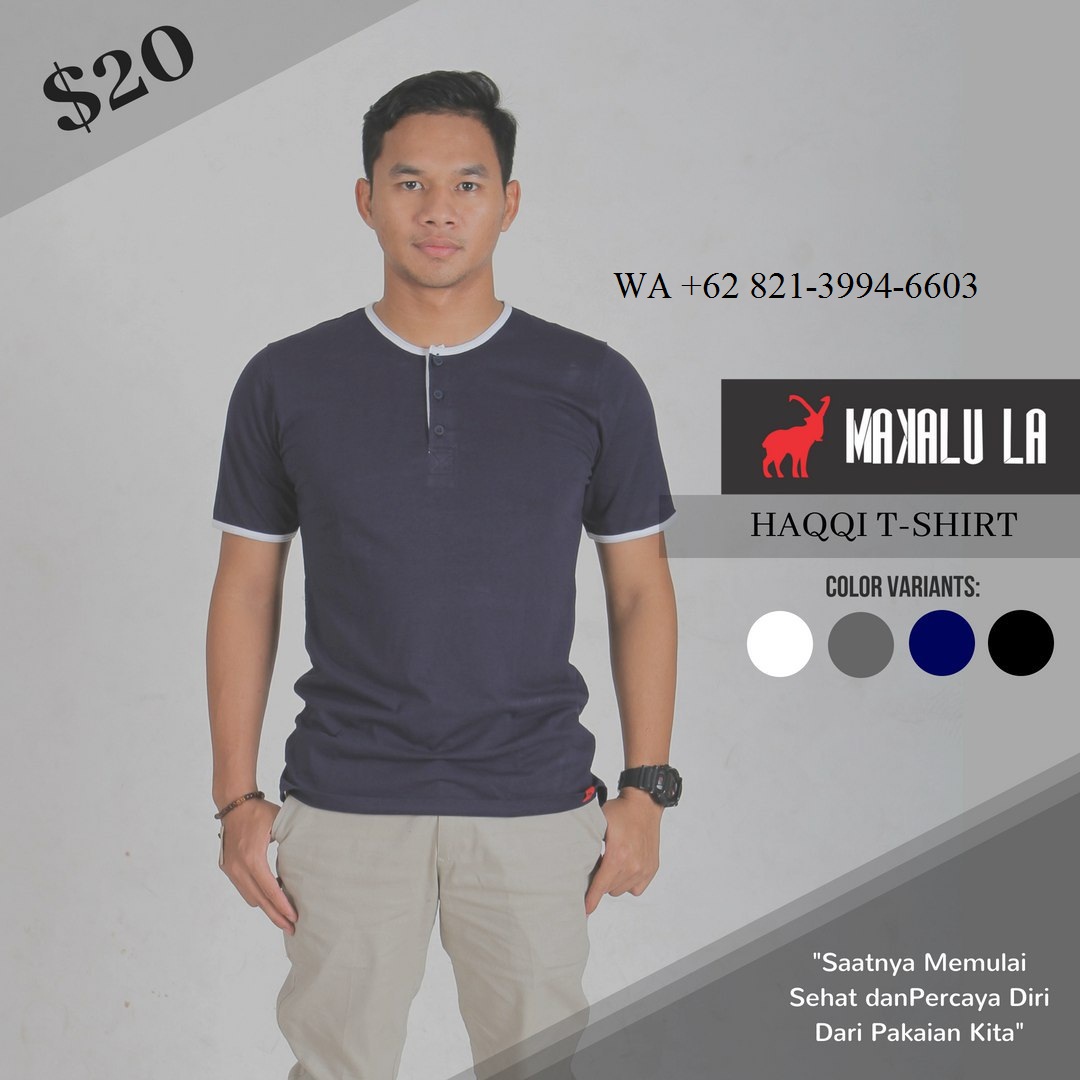 $20
WA +62 821-3994-6603
MAKALU LA
HAQQI T-SHIRT
COLOR VARIANTS:
"Saatnya Memulai
Sehat danPercaya Diri
Dari Pakaian Kita"